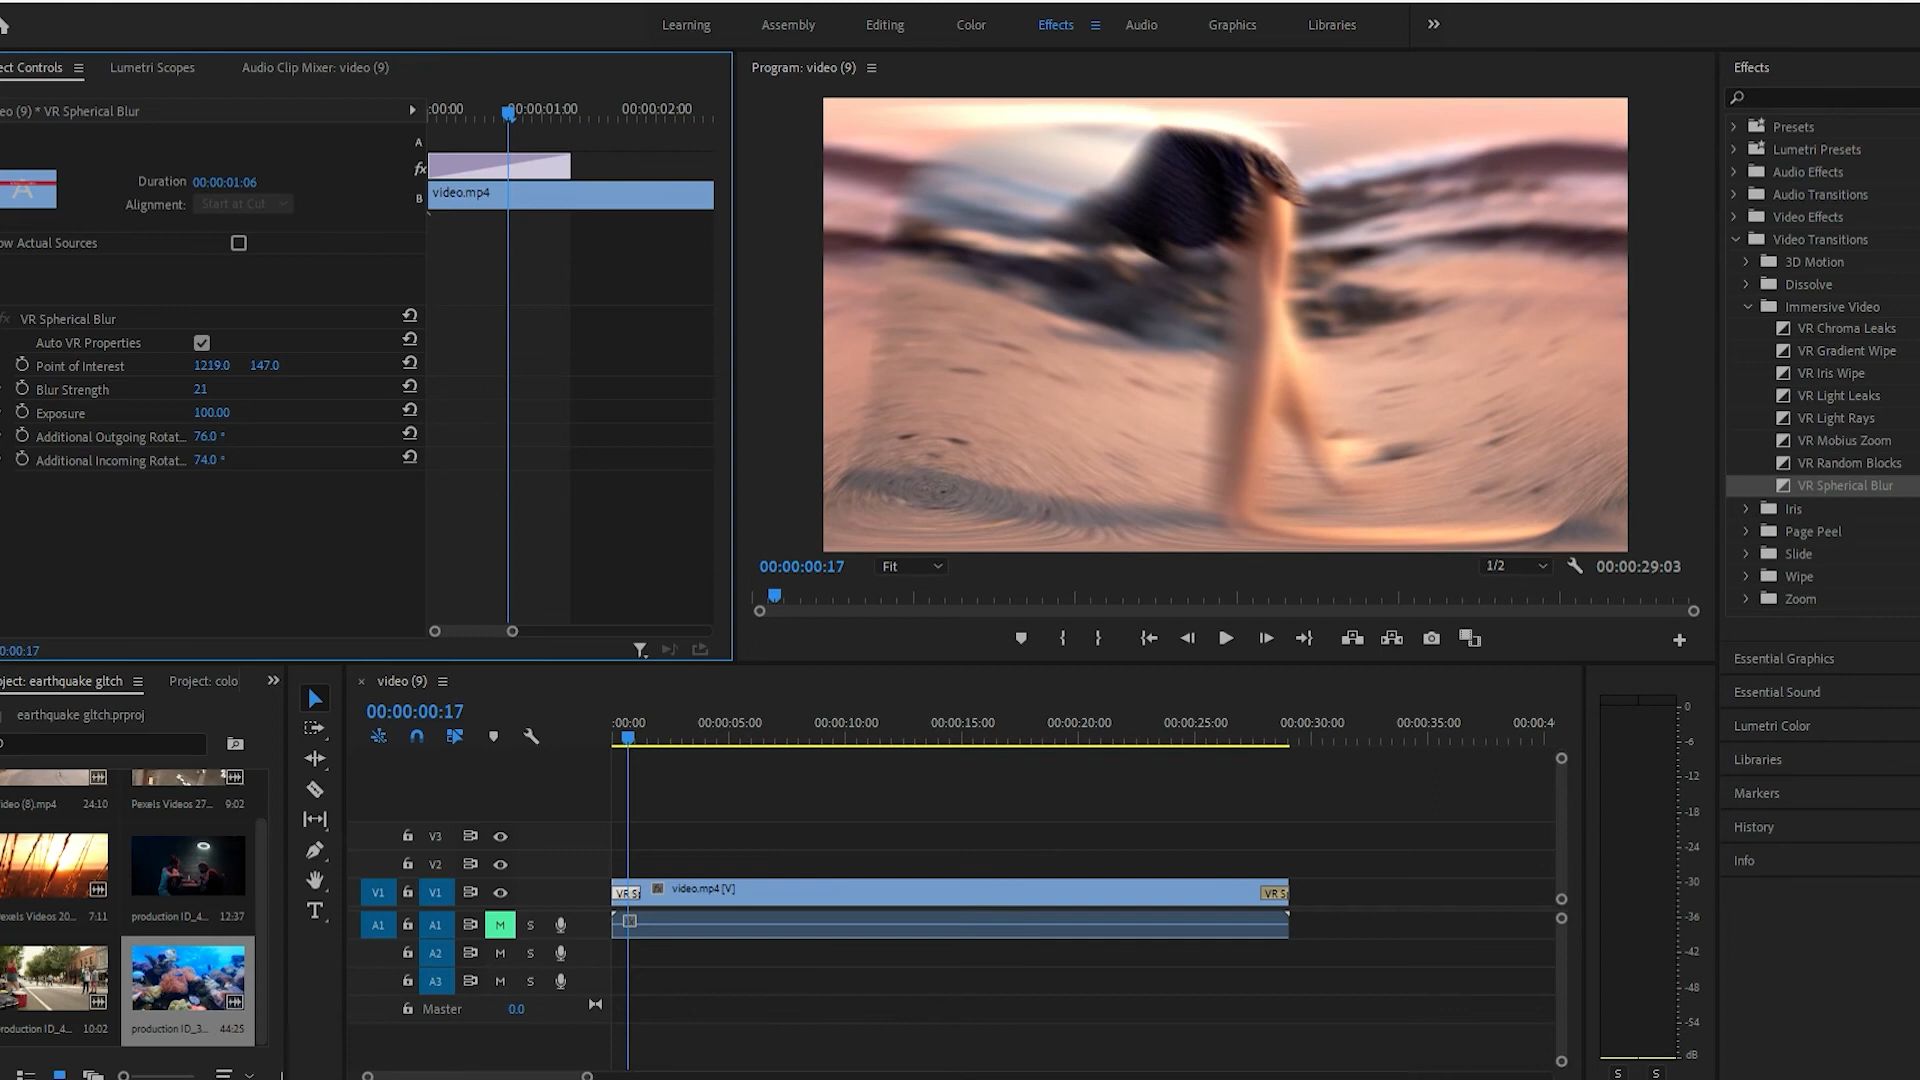 Learning Assembly Editing Color Effects Audio Graphics Libraries
ect Controls Lumetri Scopes Audio Clip Mixer: video (9)
Program: video (9)
Effects
eo (9) * VR Spherical Blur
:00:00 00:00:01:00 00:00:02:00
A
fx
B
video.mp4
A
Duration 00:00:01:06
Alignment: Start at Cut
ow Actual Sources
fx VR Spherical Blur
Auto VR Properties
Point of Interest 1219.0 147.0
Blur Strength 21
Exposure 100.00
Additional Outgoing Rotat... 76.0 °
Additional Incoming Rotat... 74.0 °
0:00:17
00:00:00:17 Fit 1/2 00:00:29:03
Presets
Lumetri Presets
Audio Effects
Audio Transitions
Video Effects
Video Transitions
3D Motion
Dissolve
Immersive Video
VR Chroma Leaks
VR Gradient Wipe
VR Iris Wipe
VR Light Leaks
VR Light Rays
VR Mobius Zoom
VR Random Blocks
VR Spherical Blur
Iris
Page Peel
Slide
Wipe
Zoom
Essential Graphics
Essential Sound
Lumetri Color
Libraries
Markers
History
Info
oject: earthquake gltch Project: colo
earthquake gltch.prproj
ideo (8).mp4 24:10
Pexels Videos 27... 9:02
exels Videos 20... 7:11
production ID_4... 12:37
roduction ID_4... 10:02
production ID_3... 44:25
video (9)
00:00:00:17
:00:00 00:00:05:00 00:00:10:00 00:00:15:00 00:00:20:00 00:00:25:00 00:00:30:00 00:00:35:00 00:00:4
V3
V2
V1 V1
VR S video.mp4 [V] VR S
A1 A1 M S
A2 M S
A3 M S
Master 0.0
0
-6
-12
-18
-24
-30
-36
-42
-48
-54
dB
S S